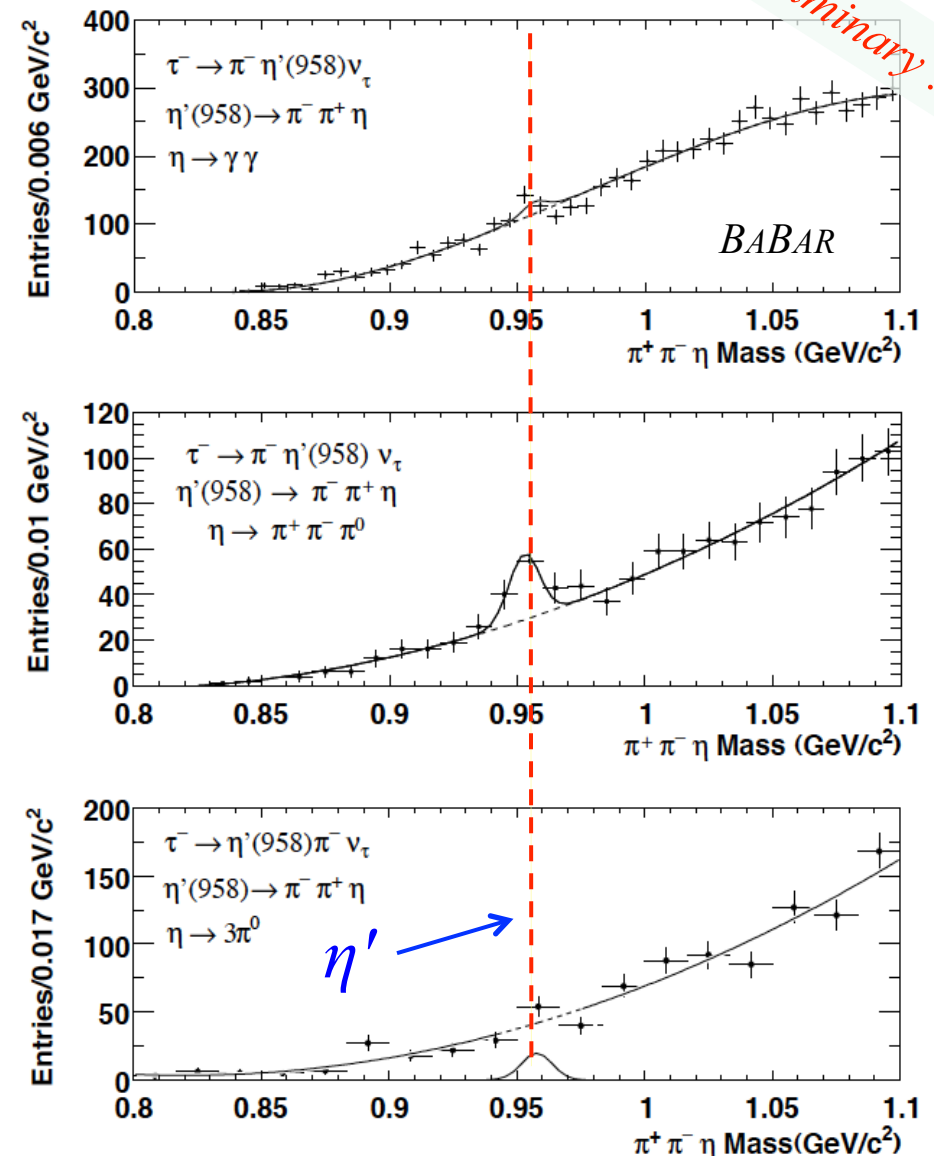 minary
400
300
200
100
0
Entries/0.006 GeV/c²
τ⁻ → π⁻ η’(958)ν_τ
η’(958) → π⁻ π⁺ η
η → γ γ
BABAR
0.8 0.85 0.9 0.95 1 1.05 1.1
π⁺ π⁻ η Mass (GeV/c²)
120
100
80
60
40
20
0
Entries/0.01 GeV/c²
τ⁻ → π⁻ η’(958) ν_τ
η’(958) → π⁻ π⁺ η
η → π⁺ π⁻ π⁰
0.8 0.85 0.9 0.95 1 1.05 1.1
π⁺ π⁻ η Mass (GeV/c²)
200
150
100
50
0
Entries/0.017 GeV/c²
τ⁻ → η’(958)π⁻ ν_τ
η’(958) → π⁻ π⁺ η
η → 3π⁰
η'
0.8 0.85 0.9 0.95 1 1.05 1.1
π⁺ π⁻ η Mass(GeV/c²)